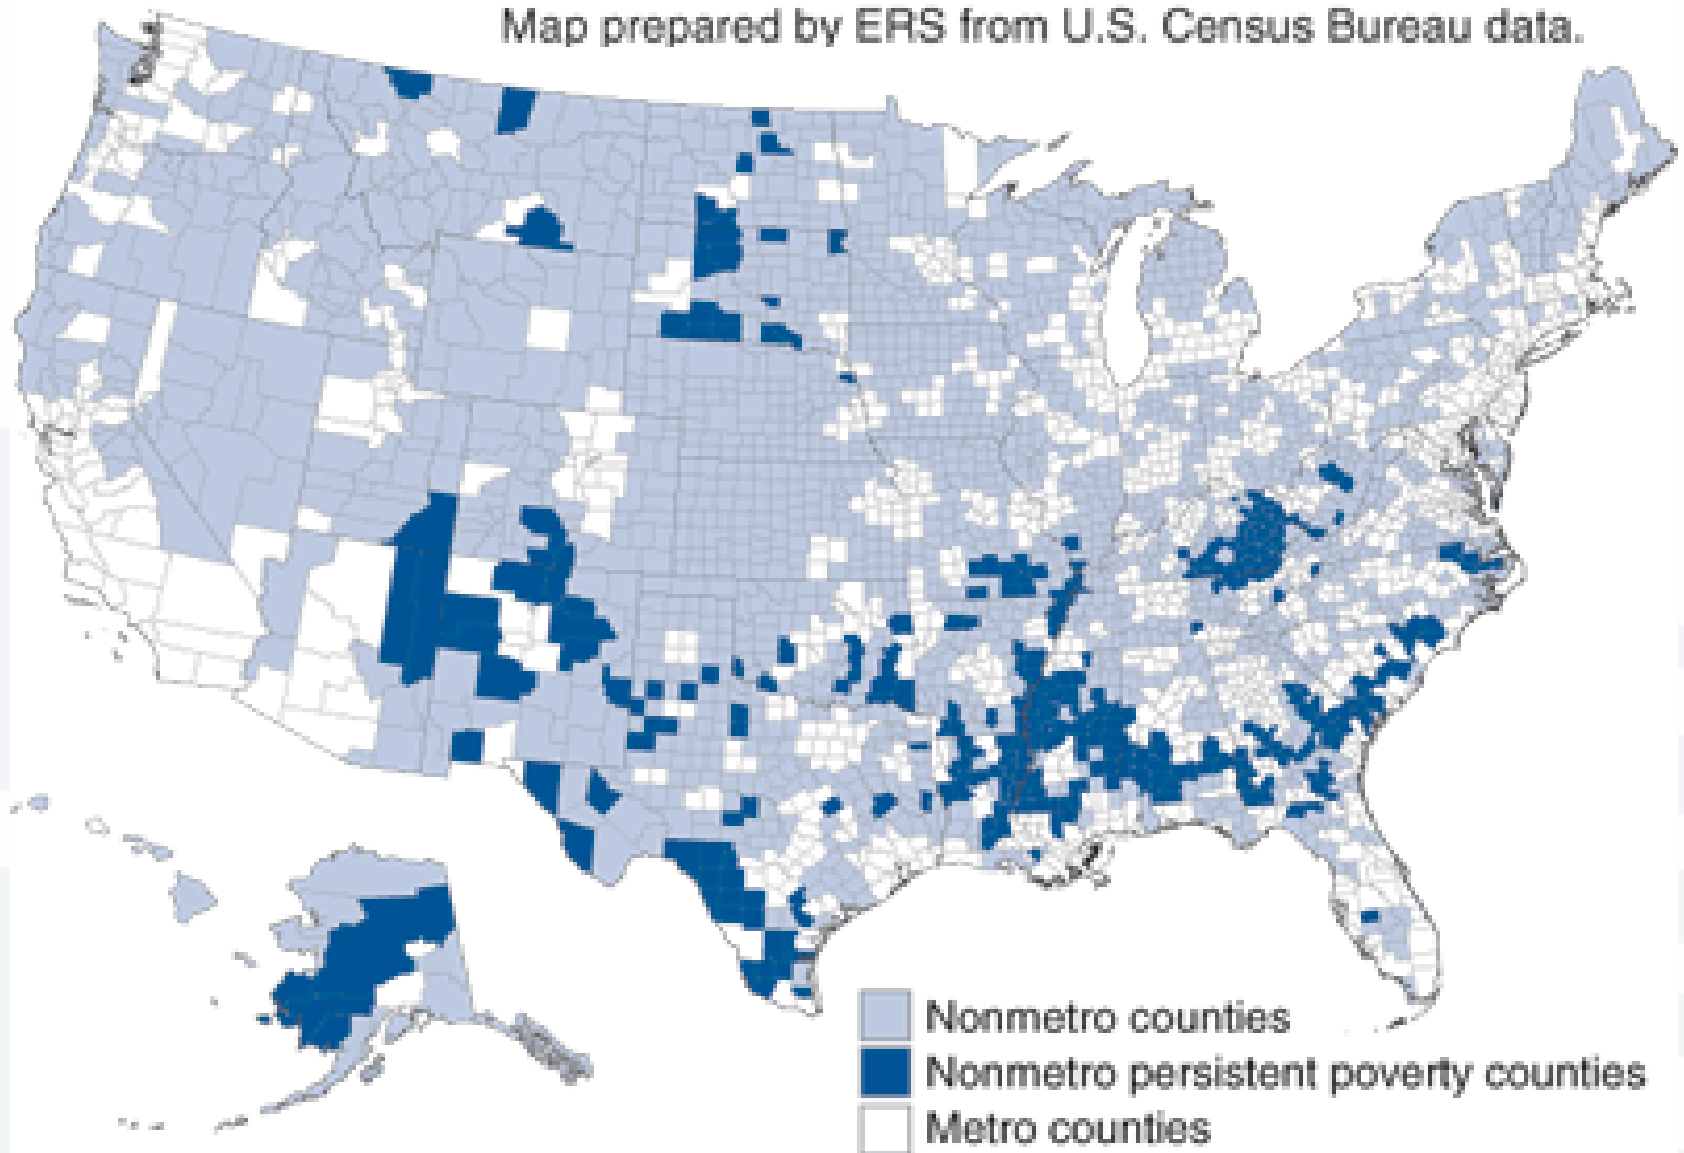 Map prepared by ERS from U.S. Census Bureau data.
Nonmetro counties
Nonmetro persistent poverty counties
Metro counties